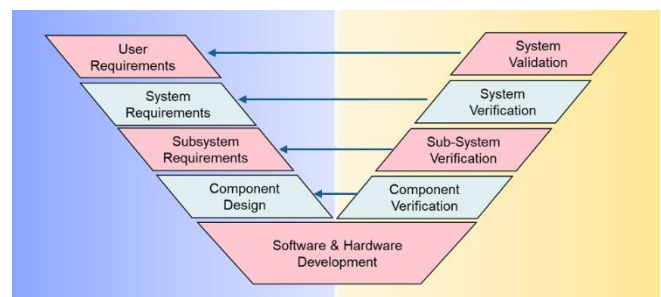 User
Requirements
System
Validation
System
Requirements
System
Verification
Subsystem
Requirements
Sub-System
Verification
Component
Design
Component
Verification
Software & Hardware
Development